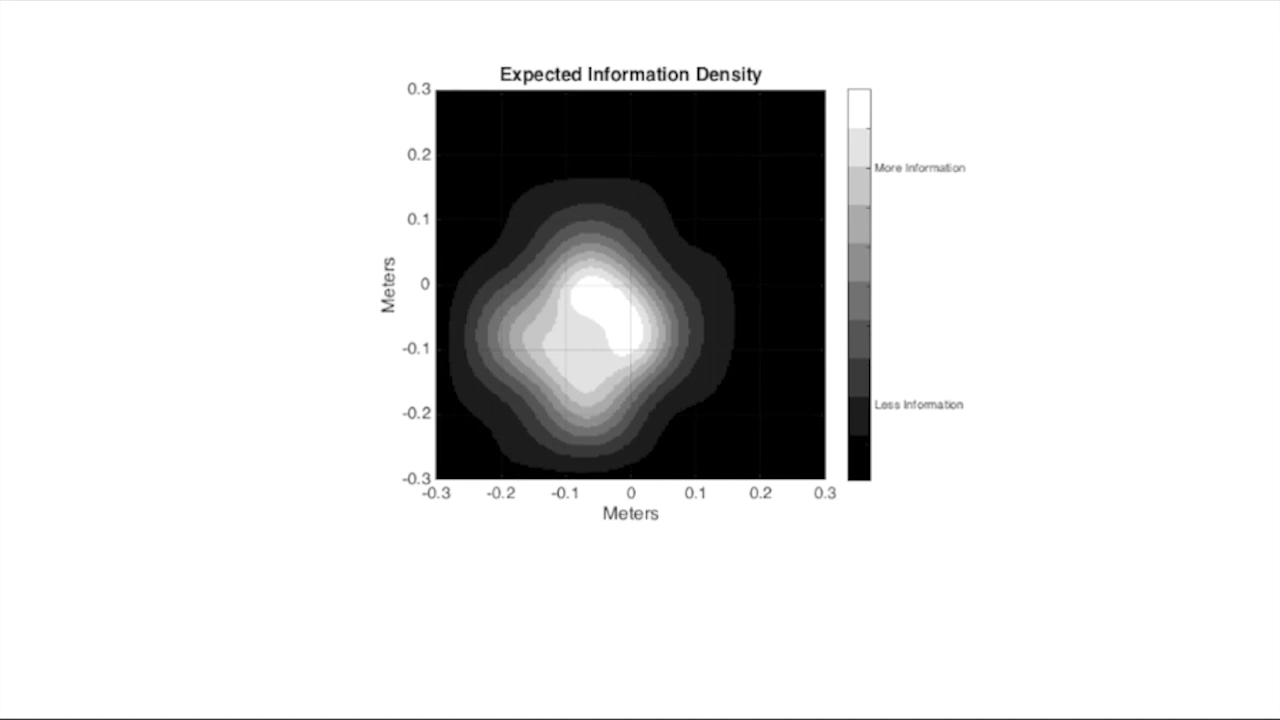 Expected Information Density
0.3
0.2
0.1
0
-0.1
-0.2
-0.3
Meters
-0.3 -0.2 -0.1 0 0.1 0.2 0.3
Meters
More Information
Less Information